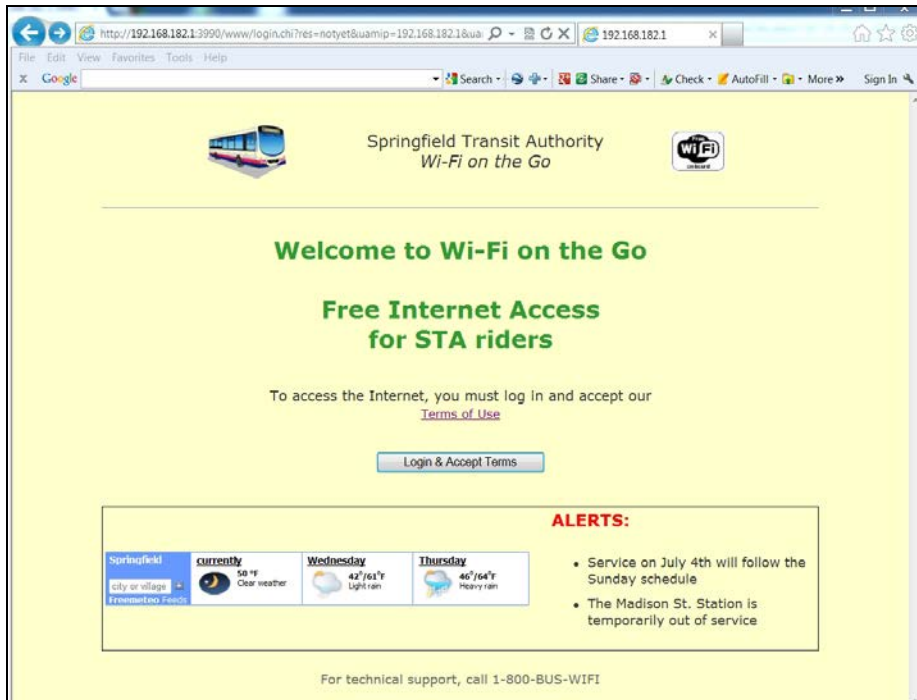 http://192.168.182.1:3990/www/login.chi?res=notyet&uamip=192.168.182.1&ua
192.168.182.1
File Edit View Favorites Tools Help
x Google Search Share Check AutoFill More » Sign In
Springfield Transit Authority
Wi-Fi on the Go
Free
Wi Fi
onboard
Welcome to Wi-Fi on the Go
Free Internet Access
for STA riders
To access the Internet, you must log in and accept our
Terms of Use
Login & Accept Terms
ALERTS:
Springfield
city or village
Freemeteo Feeds
currently
50 °F
Clear weather
Wednesday
42°/61°F
Light rain
Thursday
46°/64°F
Heavy rain
• Service on July 4th will follow the
Sunday schedule
• The Madison St. Station is
temporarily out of service
For technical support, call 1-800-BUS-WIFI